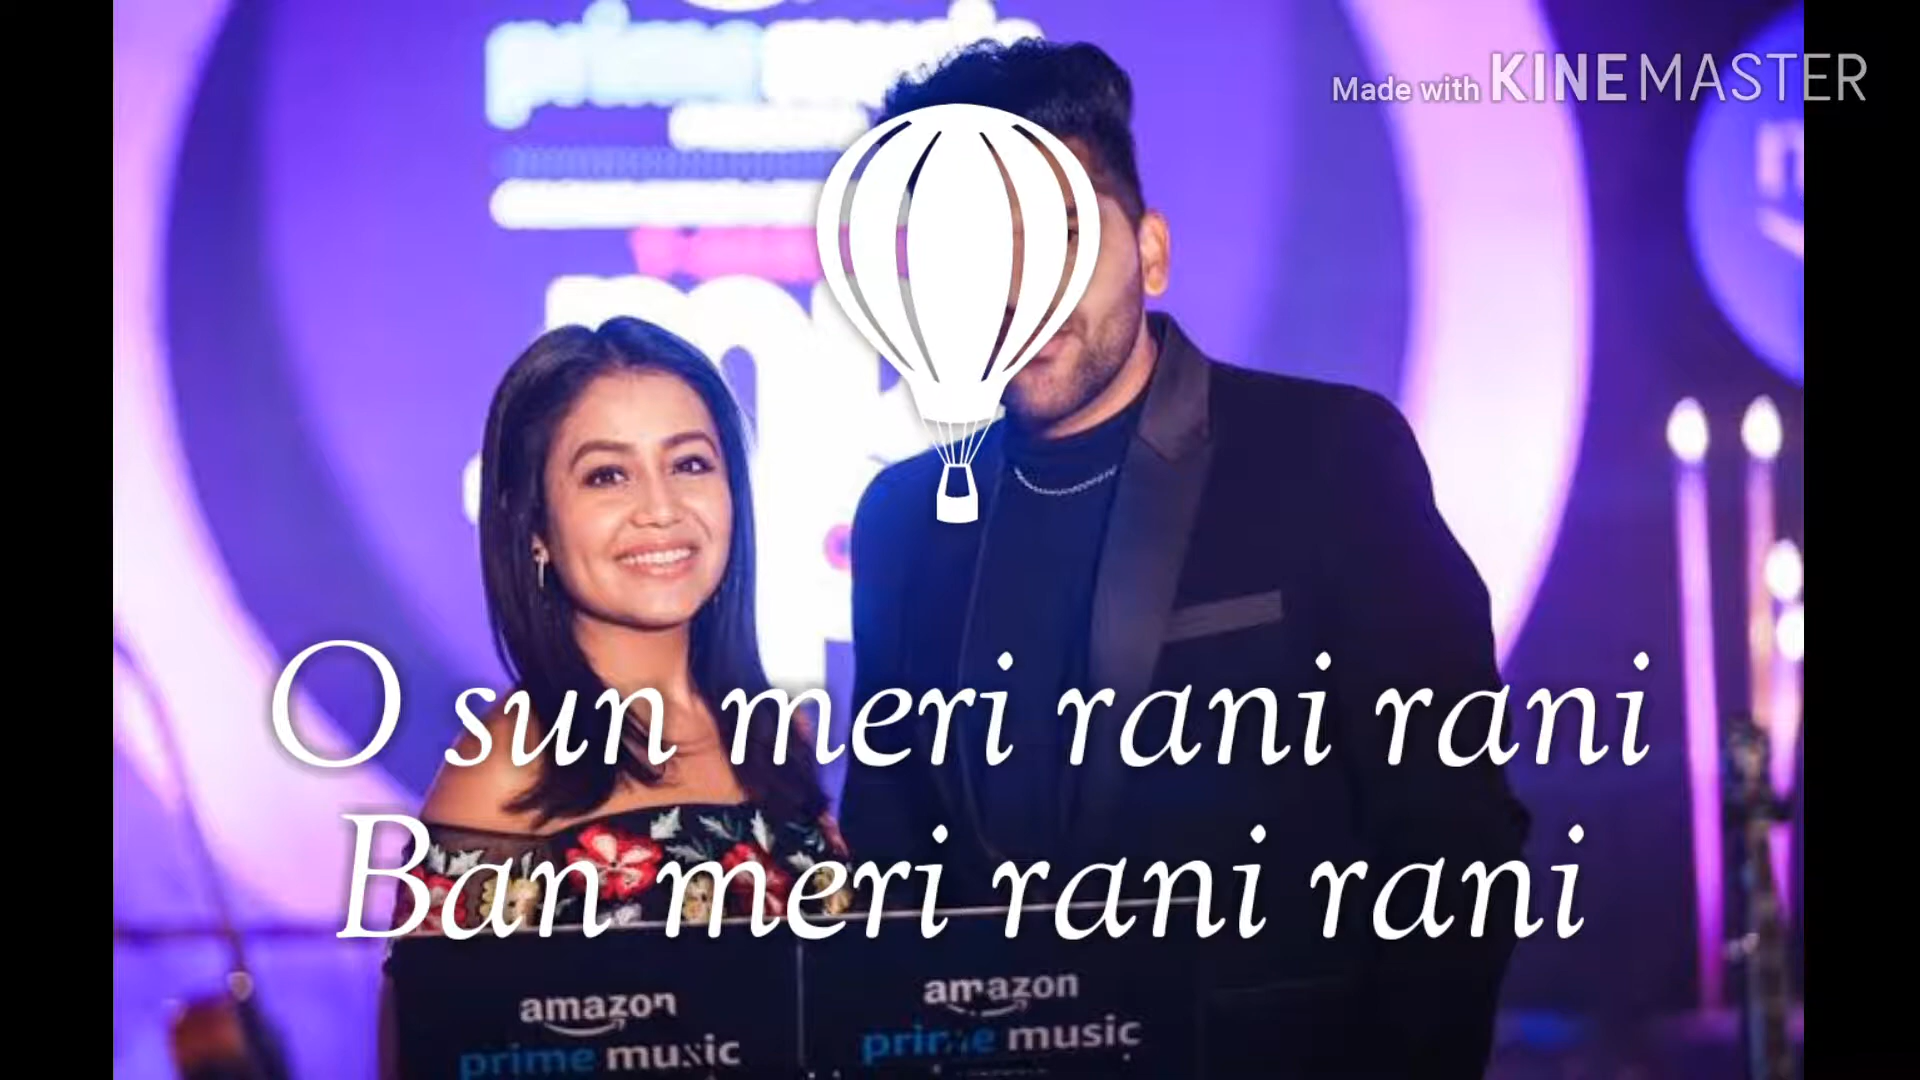 Made with KINEMASTER
O sun meri rani rani
Ban meri rani rani
amazon
prime music
amazon
prime music